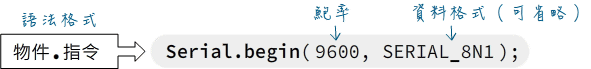 語法格式
鮑率
資料格式（可省略）
物件.指令
Serial.begin(9600, SERIAL_8N1);